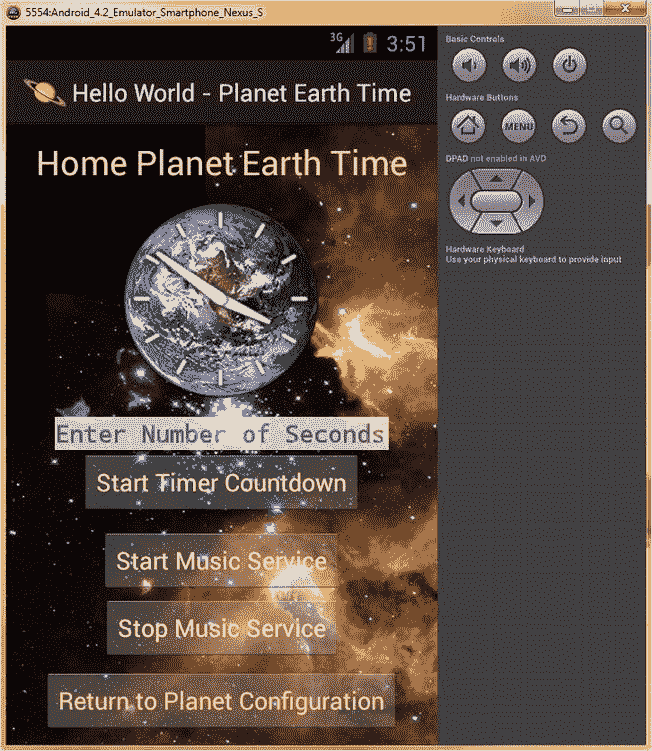 5554:Android_4.2_Emulator_Smartphone_Nexus_S
3G 3:51
Hello World - Planet Earth Time
Home Planet Earth Time
Enter Number of Seconds
Start Timer Countdown
Start Music Service
Stop Music Service
Return to Planet Configuration
Basic Controls
Hardware Buttons
MENU
DPAD not enabled in AVD
Hardware Keyboard
Use your physical keyboard to provide input